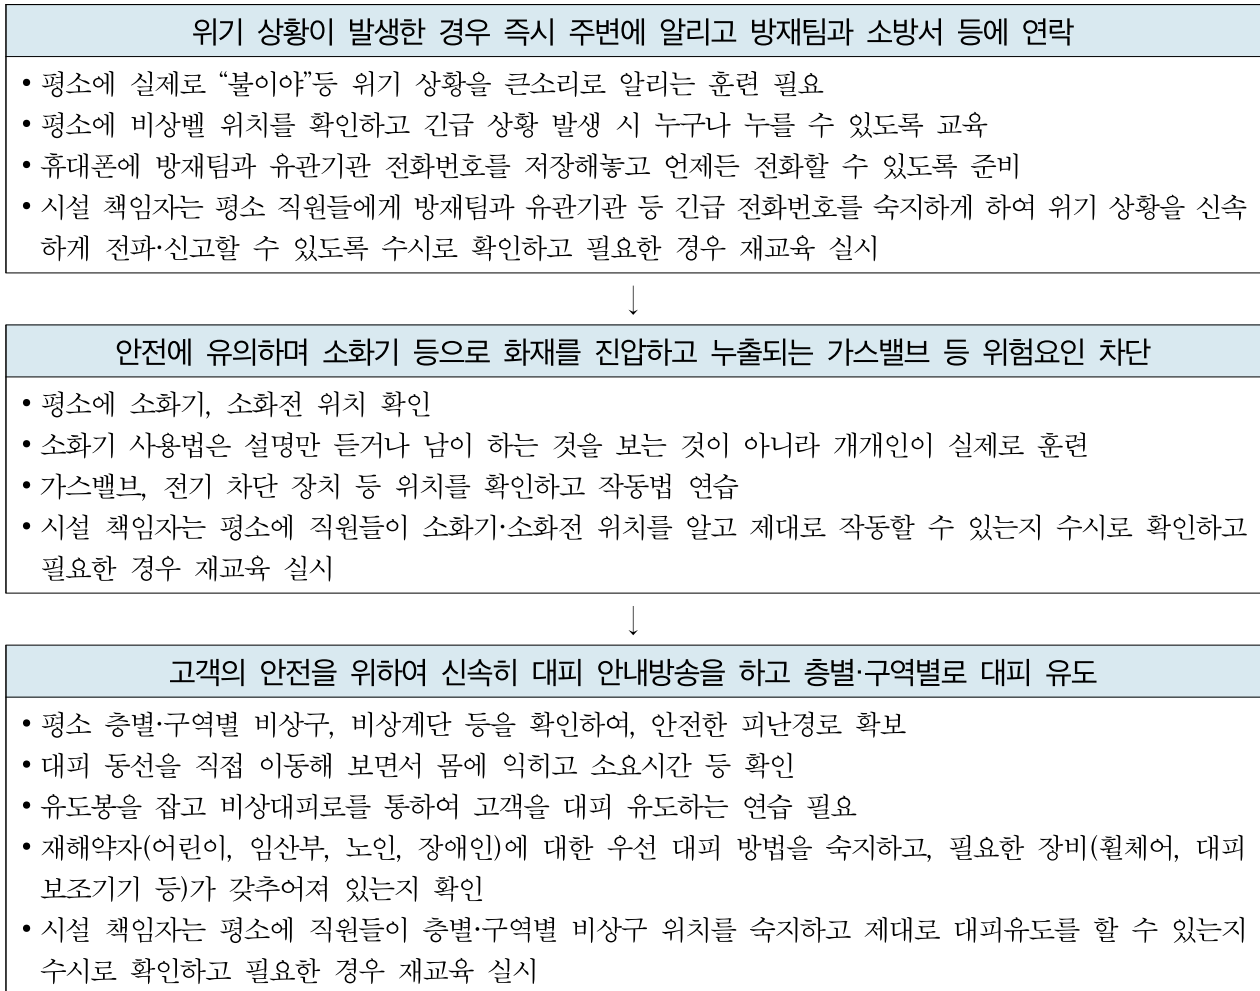 위기 상황이 발생한 경우 즉시 주변에 알리고 방재팀과 소방서 등에 연락
• 평소에 실제로 “불이야”등 위기 상황을 큰소리로 알리는 훈련 필요
• 평소에 비상벨 위치를 확인하고 긴급 상황 발생 시 누구나 누를 수 있도록 교육
• 휴대폰에 방재팀과 유관기관 전화번호를 저장해놓고 언제든 전화할 수 있도록 준비
• 시설 책임자는 평소 직원들에게 방재팀과 유관기관 등 긴급 전화번호를 숙지하게 하여 위기 상황을 신속
하게 전파·신고할 수 있도록 수시로 확인하고 필요한 경우 재교육 실시
↓
안전에 유의하며 소화기 등으로 화재를 진압하고 누출되는 가스밸브 등 위험요인 차단
• 평소에 소화기, 소화전 위치 확인
• 소화기 사용법은 설명만 듣거나 남이 하는 것을 보는 것이 아니라 개개인이 실제로 훈련
• 가스밸브, 전기 차단 장치 등 위치를 확인하고 작동법 연습
• 시설 책임자는 평소에 직원들이 소화기·소화전 위치를 알고 제대로 작동할 수 있는지 수시로 확인하고
필요한 경우 재교육 실시
↓
고객의 안전을 위하여 신속히 대피 안내방송을 하고 층별·구역별로 대피 유도
• 평소 층별·구역별 비상구, 비상계단 등을 확인하여, 안전한 피난경로 확보
• 대피 동선을 직접 이동해 보면서 몸에 익히고 소요시간 등 확인
• 유도봉을 잡고 비상대피로를 통하여 고객을 대피 유도하는 연습 필요
• 재해약자(어린이, 임산부, 노인, 장애인)에 대한 우선 대피 방법을 숙지하고, 필요한 장비(휠체어, 대피
보조기기 등)가 갖추어져 있는지 확인
• 시설 책임자는 평소에 직원들이 층별·구역별 비상구 위치를 숙지하고 제대로 대피유도를 할 수 있는지
수시로 확인하고 필요한 경우 재교육 실시